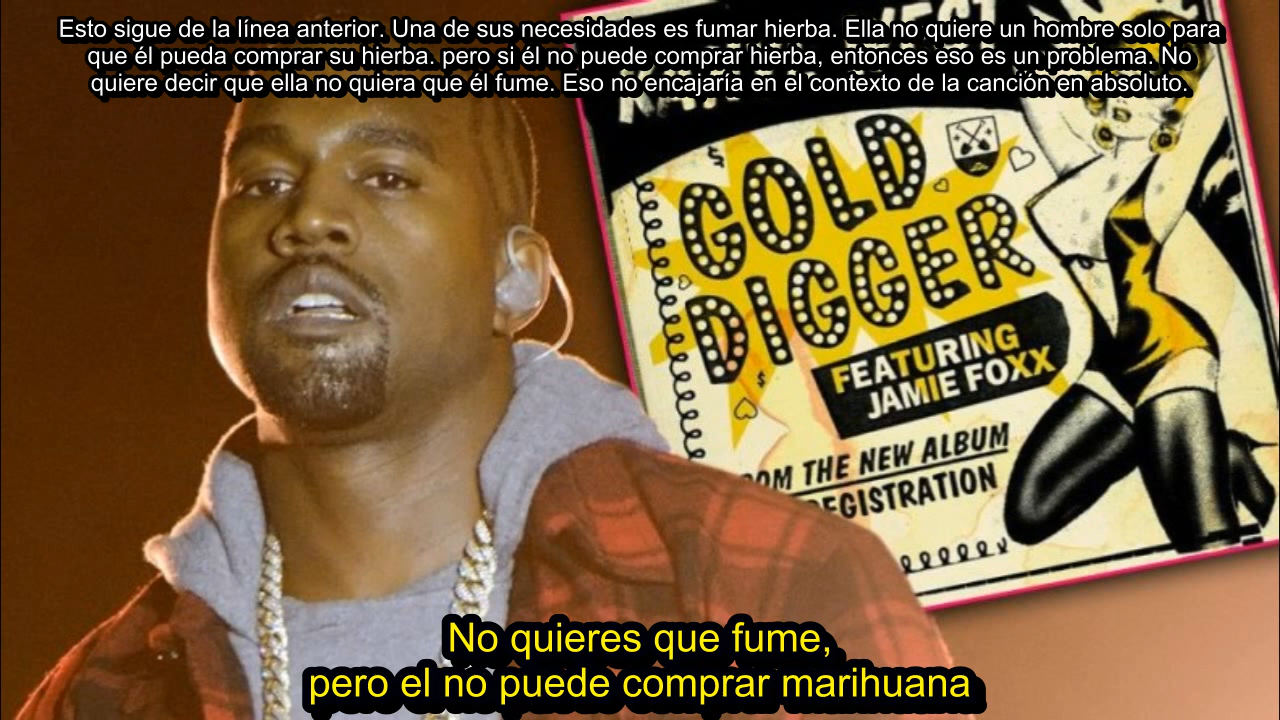 Esto sigue de la línea anterior. Una de sus necesidades es fumar hierba. Ella no quiere un hombre solo para
que él pueda comprar su hierba. pero si él no puede comprar hierba, entonces eso es un problema. No
quiere decir que ella no quiera que él fume. Eso no encajaría en el contexto de la canción en absoluto.
GOLD
DIGGER
FEATURING
JAMIE FOXX
THE NEW ALBUM
No quieres que fume,
pero el no puede comprar marihuana